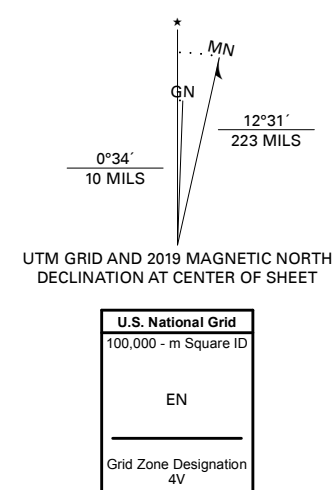 ★
MN
GN
12°31´
223 MILS
0°34´
10 MILS
UTM GRID AND 2019 MAGNETIC NORTH
DECLINATION AT CENTER OF SHEET
U.S. National Grid
100,000 - m Square ID
EN
Grid Zone Designation
4V